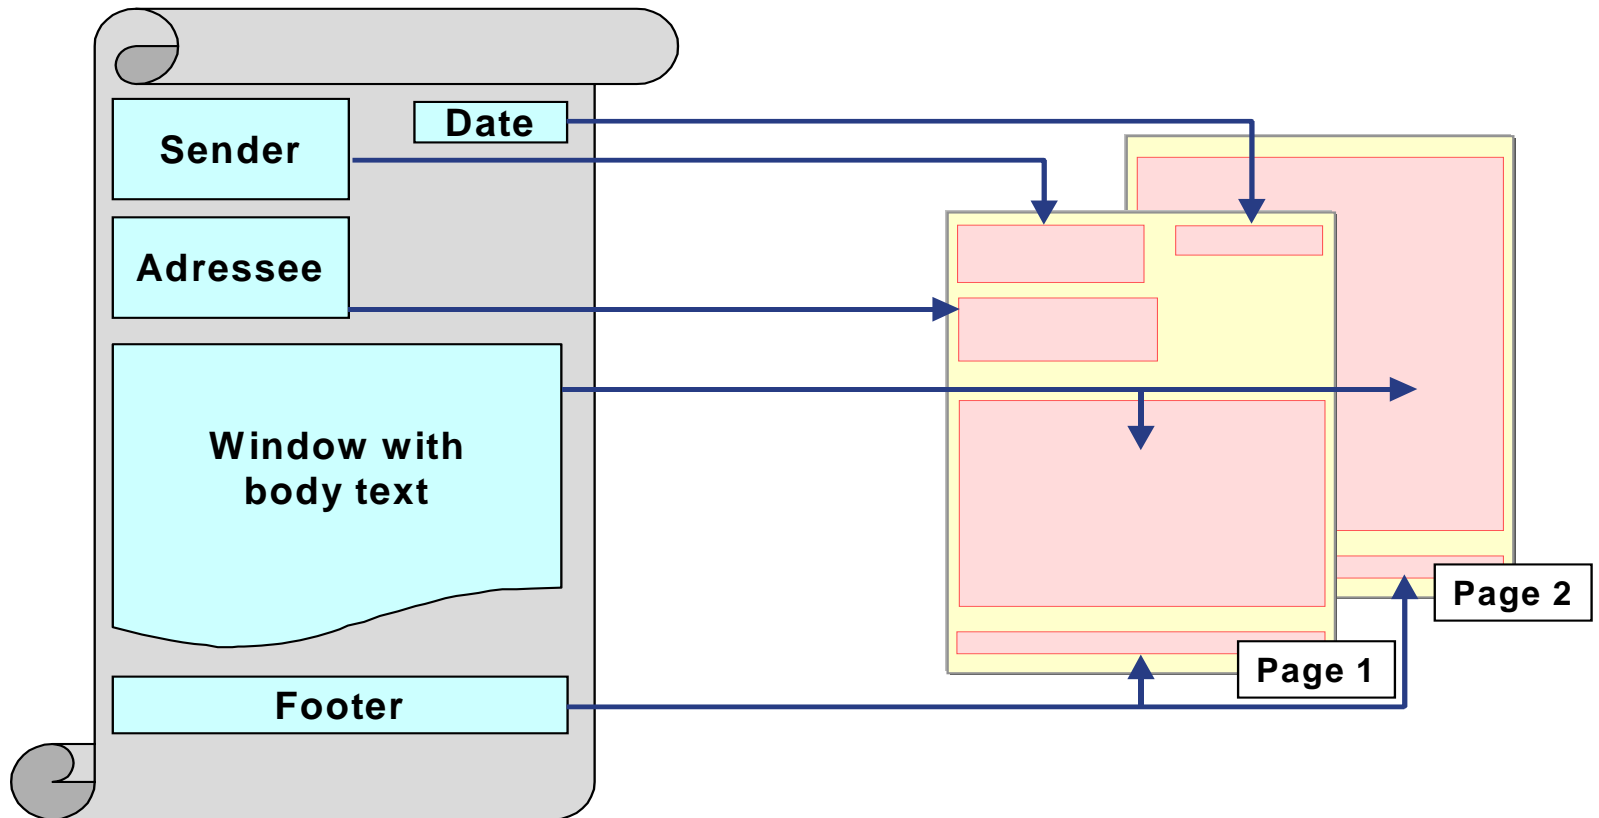 Date
Sender
Adressee
Window with
body text
Page 2
Page 1
Footer